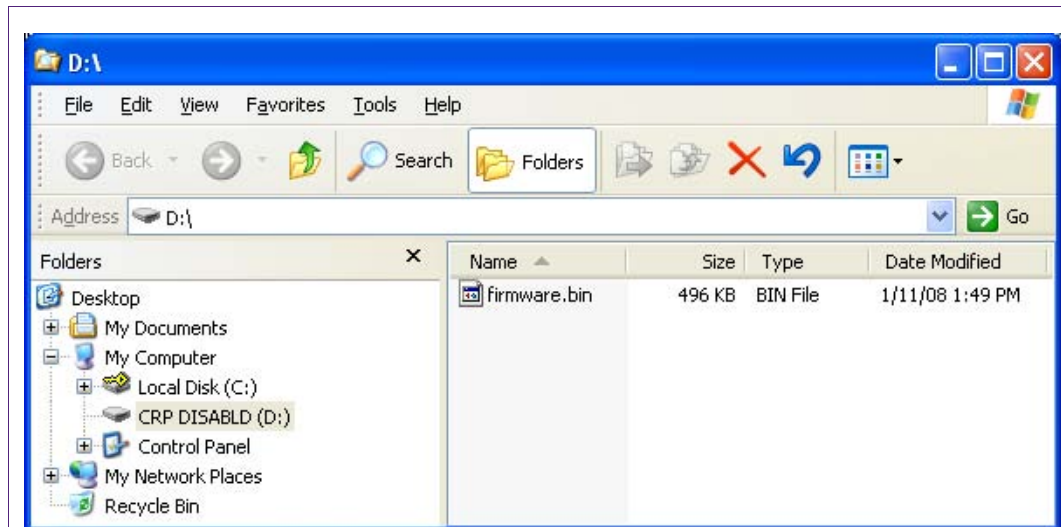 D:\
File Edit View Favorites Tools Help
Back Search Folders
Address D:\ Go
Folders
Name Size Type Date Modified
firmware.bin 496 KB BIN File 1/11/08 1:49 PM
Desktop
My Documents
My Computer
Local Disk (C:)
CRP DISABLD (D:)
Control Panel
My Network Places
Recycle Bin